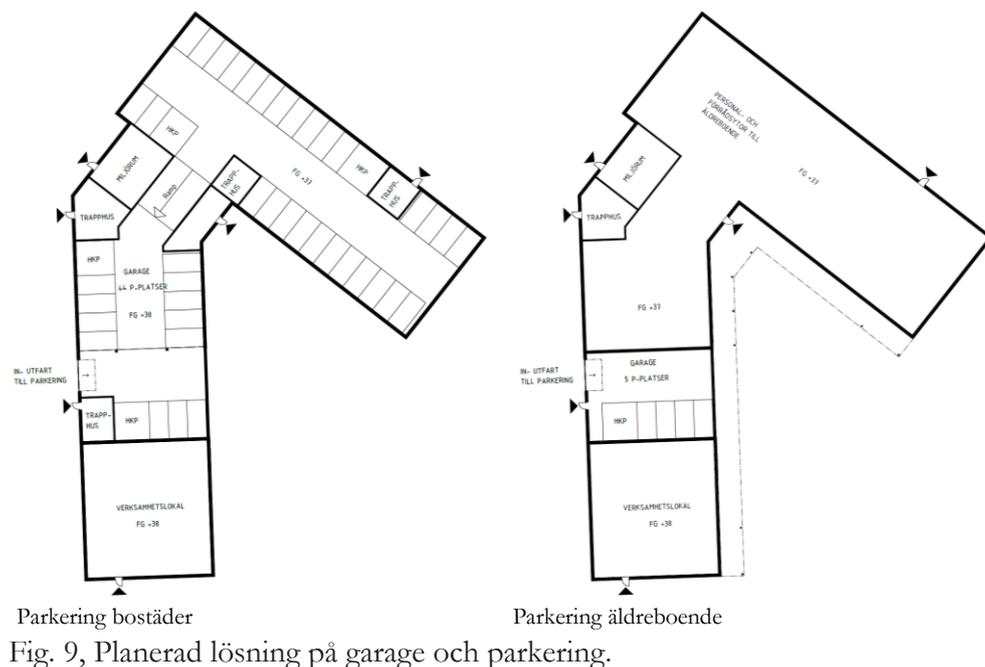 HKP
MILJÖRUM
Ramp
TRAPP-
HUS
FG +37
HKP
TRAPP-
HUS
TRAPPHUS
HKP
GARAGE
44 P-PLATSER
FG +38
IN- UTFART
TILL PARKERING
TRAPP-
HUS
HKP
VERKSAMHETSLOKAL
FG +38
Parkering bostäder
PERSONAL- OCH
FÖRRÅDSYTOR TILL
ÄLDREBOENDE
FG +37
MILJÖRUM
TRAPPHUS
FG +37
GARAGE
5 P-PLATSER
IN- UTFART
TILL PARKERING
HKP
VERKSAMHETSLOKAL
FG +38
Parkering äldreboende
Fig. 9, Planerad lösning på garage och parkering.